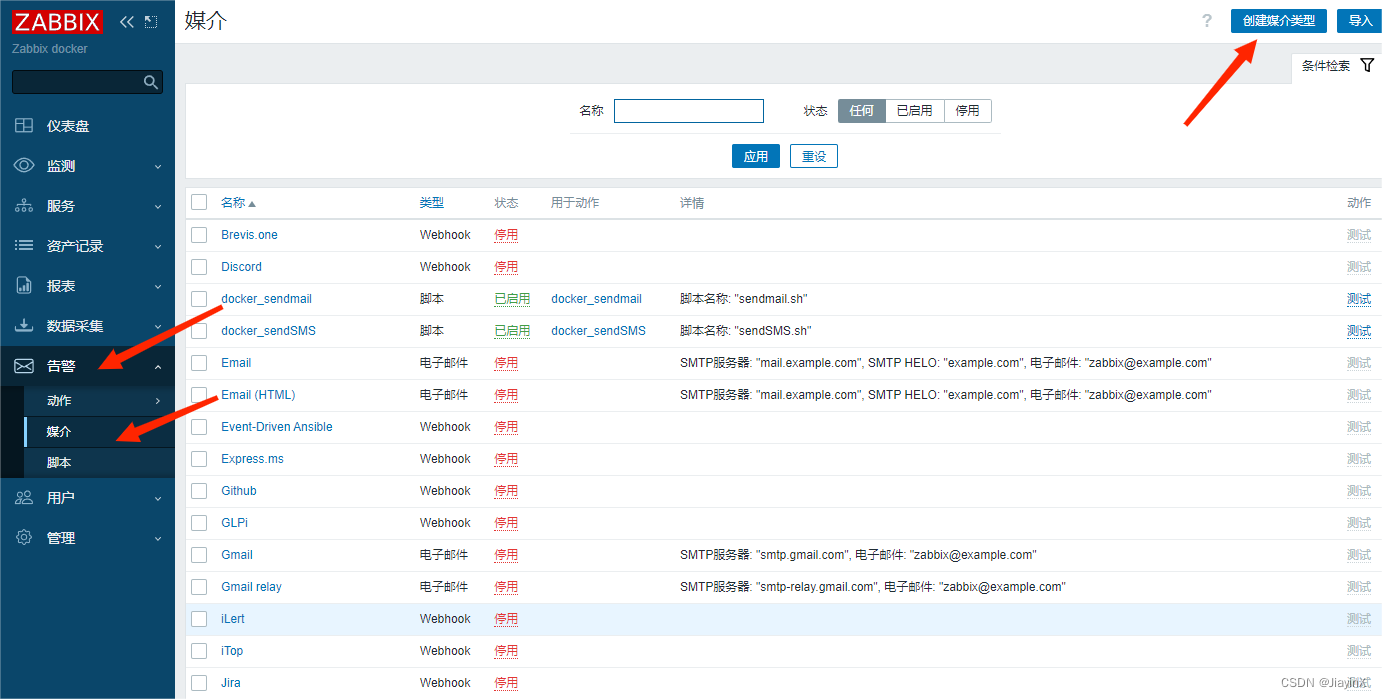 ZABBIX
Zabbix docker
仪表盘
监测
服务
资产记录
报表
数据采集
告警
动作
媒介
脚本
用户
管理
媒介
? 创建媒介类型 导入
条件检索
名称 状态 任何 已启用 停用
应用 重设
名称 类型 状态 用于动作 详情 动作
Brevis.one Webhook 停用 测试
Discord Webhook 停用 测试
docker_sendmail 脚本 已启用 docker_sendmail 脚本名称: "sendmail.sh" 测试
docker_sendSMS 脚本 已启用 docker_sendSMS 脚本名称: "sendSMS.sh" 测试
Email 电子邮件 停用 SMTP服务器: "mail.example.com", SMTP HELO: "example.com", 电子邮件: "zabbix@example.com" 测试
Email (HTML) 电子邮件 停用 SMTP服务器: "mail.example.com", SMTP HELO: "example.com", 电子邮件: "zabbix@example.com" 测试
Event-Driven Ansible Webhook 停用 测试
Express.ms Webhook 停用 测试
Github Webhook 停用 测试
GLPi Webhook 停用 测试
Gmail 电子邮件 停用 SMTP服务器: "smtp.gmail.com", 电子邮件: "zabbix@example.com" 测试
Gmail relay 电子邮件 停用 SMTP服务器: "smtp-relay.gmail.com", 电子邮件: "zabbix@example.com" 测试
iLert Webhook 停用 测试
iTop Webhook 停用 测试
Jira Webhook 停用